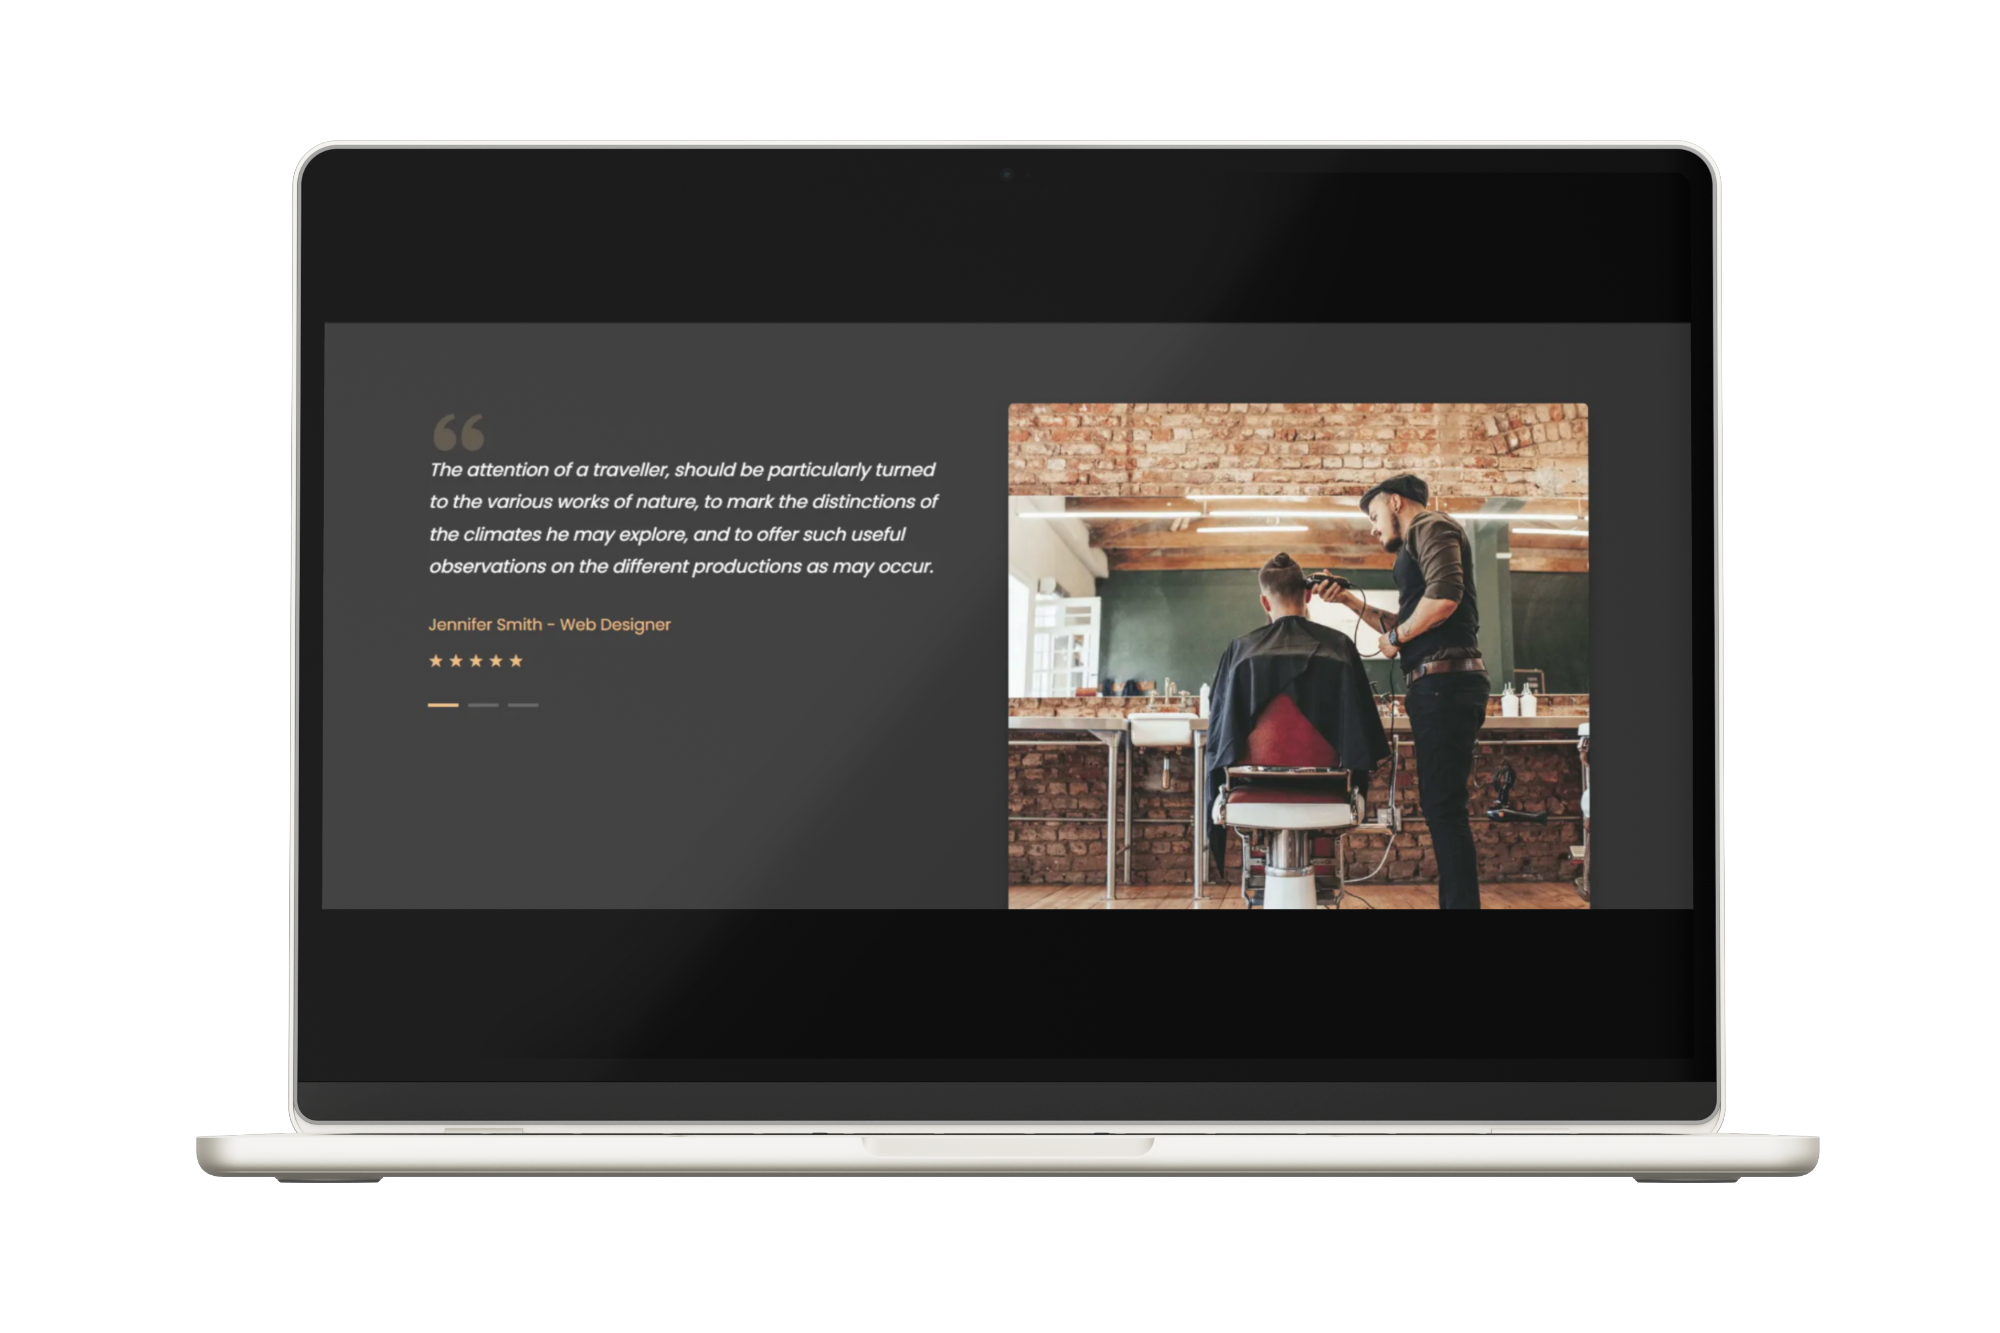 “
The attention of a traveller, should be particularly turned
to the various works of nature, to mark the distinctions of
the climates he may explore, and to offer such useful
observations on the different productions as may occur.
Jennifer Smith - Web Designer
★★★★★